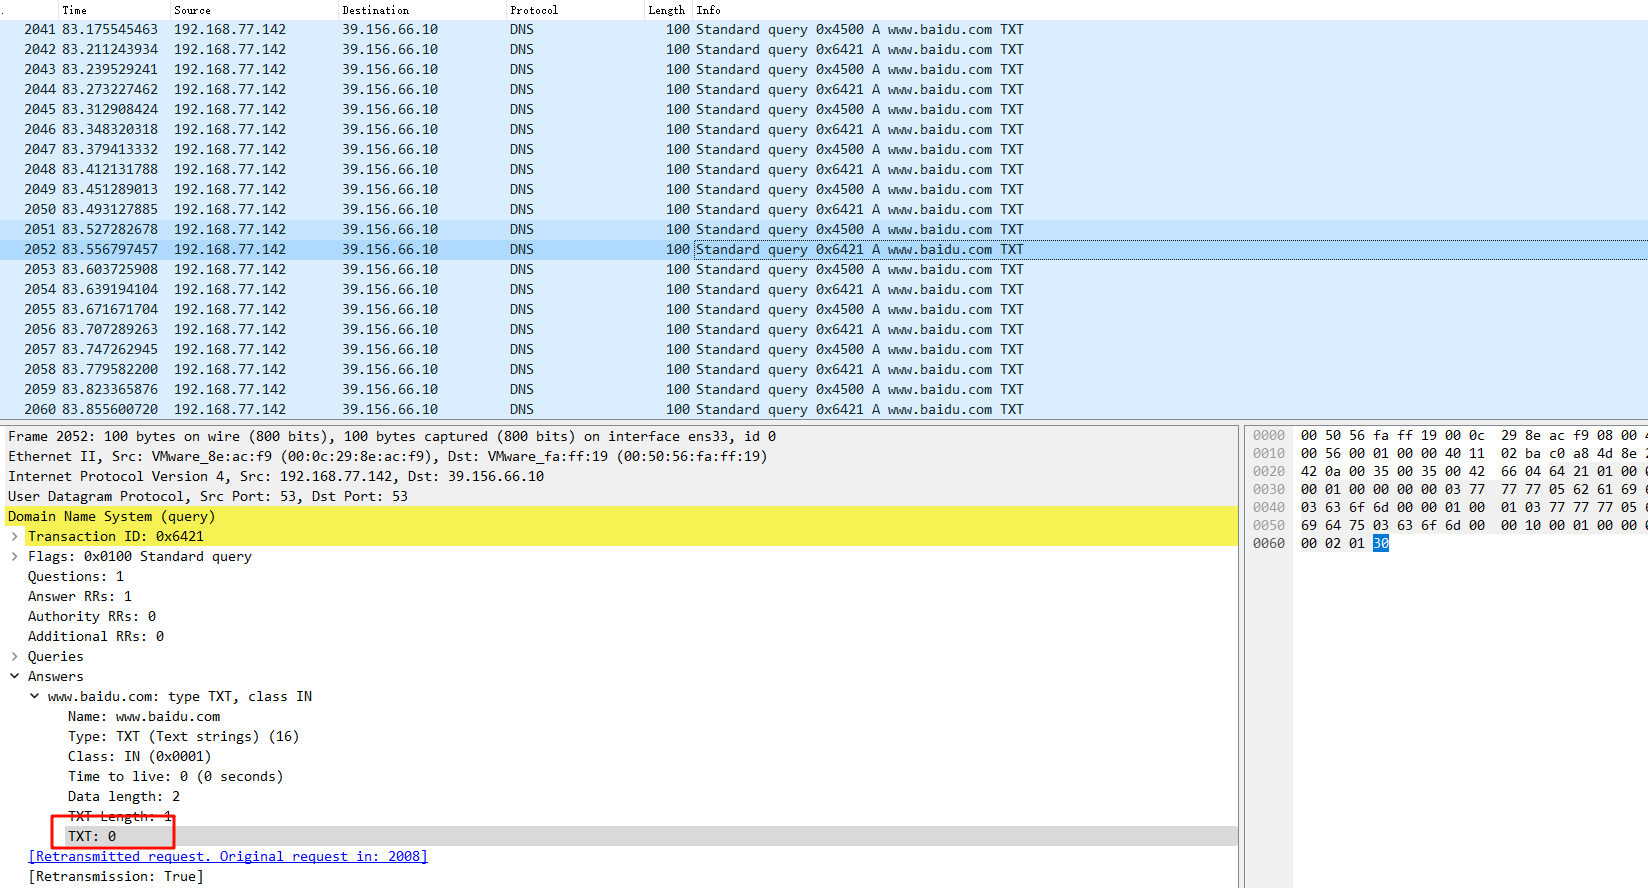 . Time Source Destination Protocol Length Info
2041 83.175545463 192.168.77.142 39.156.66.10 DNS 100 Standard query 0x4500 A www.baidu.com TXT
2042 83.211243934 192.168.77.142 39.156.66.10 DNS 100 Standard query 0x6421 A www.baidu.com TXT
2043 83.239529241 192.168.77.142 39.156.66.10 DNS 100 Standard query 0x4500 A www.baidu.com TXT
2044 83.273227462 192.168.77.142 39.156.66.10 DNS 100 Standard query 0x6421 A www.baidu.com TXT
2045 83.312908424 192.168.77.142 39.156.66.10 DNS 100 Standard query 0x4500 A www.baidu.com TXT
2046 83.348320318 192.168.77.142 39.156.66.10 DNS 100 Standard query 0x6421 A www.baidu.com TXT
2047 83.379413332 192.168.77.142 39.156.66.10 DNS 100 Standard query 0x4500 A www.baidu.com TXT
2048 83.412131788 192.168.77.142 39.156.66.10 DNS 100 Standard query 0x6421 A www.baidu.com TXT
2049 83.451289013 192.168.77.142 39.156.66.10 DNS 100 Standard query 0x4500 A www.baidu.com TXT
2050 83.493127885 192.168.77.142 39.156.66.10 DNS 100 Standard query 0x6421 A www.baidu.com TXT
2051 83.527282678 192.168.77.142 39.156.66.10 DNS 100 Standard query 0x4500 A www.baidu.com TXT
2052 83.556797457 192.168.77.142 39.156.66.10 DNS 100 Standard query 0x6421 A www.baidu.com TXT
2053 83.603725908 192.168.77.142 39.156.66.10 DNS 100 Standard query 0x4500 A www.baidu.com TXT
2054 83.639194104 192.168.77.142 39.156.66.10 DNS 100 Standard query 0x6421 A www.baidu.com TXT
2055 83.671671704 192.168.77.142 39.156.66.10 DNS 100 Standard query 0x4500 A www.baidu.com TXT
2056 83.707289263 192.168.77.142 39.156.66.10 DNS 100 Standard query 0x6421 A www.baidu.com TXT
2057 83.747262945 192.168.77.142 39.156.66.10 DNS 100 Standard query 0x4500 A www.baidu.com TXT
2058 83.779582200 192.168.77.142 39.156.66.10 DNS 100 Standard query 0x6421 A www.baidu.com TXT
2059 83.823365876 192.168.77.142 39.156.66.10 DNS 100 Standard query 0x4500 A www.baidu.com TXT
2060 83.855600720 192.168.77.142 39.156.66.10 DNS 100 Standard query 0x6421 A www.baidu.com TXT
Frame 2052: 100 bytes on wire (800 bits), 100 bytes captured (800 bits) on interface ens33, id 0
Ethernet II, Src: VMware_8e:ac:f9 (00:0c:29:8e:ac:f9), Dst: VMware_fa:ff:19 (00:50:56:fa:ff:19)
Internet Protocol Version 4, Src: 192.168.77.142, Dst: 39.156.66.10
User Datagram Protocol, Src Port: 53, Dst Port: 53
Domain Name System (query)
Transaction ID: 0x6421
Flags: 0x0100 Standard query
Questions: 1
Answer RRs: 1
Authority RRs: 0
Additional RRs: 0
Queries
Answers
www.baidu.com: type TXT, class IN
Name: www.baidu.com
Type: TXT (Text strings) (16)
Class: IN (0x0001)
Time to live: 0 (0 seconds)
Data length: 2
TXT Length: 1
TXT: 0
[Retransmitted request. Original request in: 2008]
[Retransmission: True]
0000 00 50 56 fa ff 19 00 0c 29 8e ac f9 08 00
0010 00 56 00 01 00 00 40 11 02 ba c0 a8 4d 8e
0020 42 0a 00 35 00 35 00 42 66 04 64 21 01 00
0030 00 01 00 00 00 00 03 77 77 77 05 62 61 69
0040 03 63 6f 6d 00 00 01 00 01 03 77 77 77 05
0050 69 64 75 03 63 6f 6d 00 00 10 00 01 00 00
0060 00 02 01 30